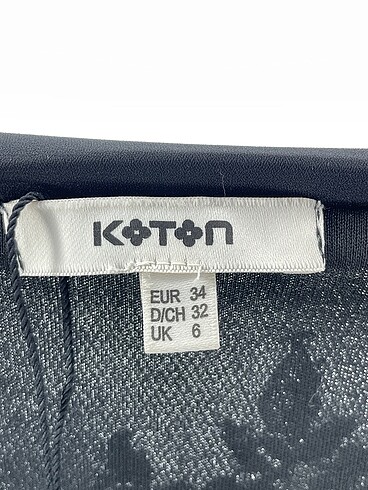 KOTON
EUR 34
D/CH 32
UK 6